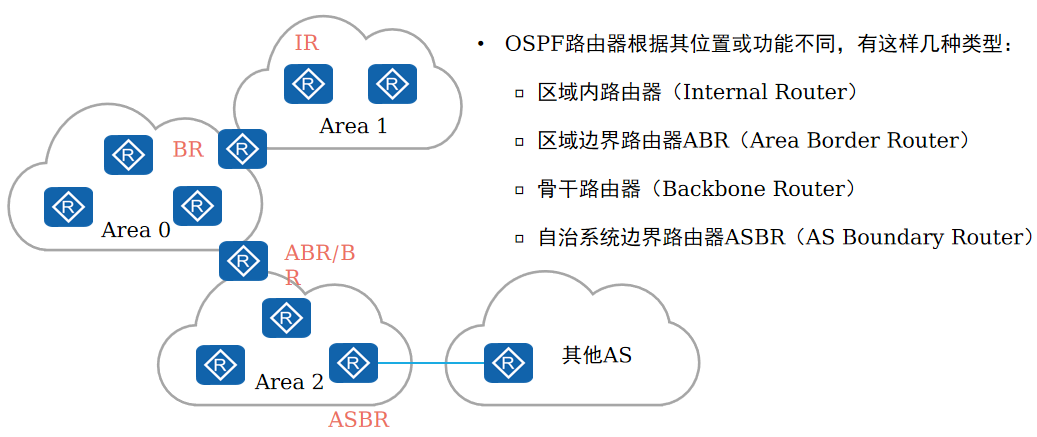 IR
R
R
Area 1
BR
R
R
R
R
Area 0
R
ABR/B
R
R
R
R
Area 2
ASBR
R
其他AS
• OSPF路由器根据其位置或功能不同，有这样几种类型：
▫ 区域内路由器（Internal Router）
▫ 区域边界路由器ABR（Area Border Router）
▫ 骨干路由器（Backbone Router）
▫ 自治系统边界路由器ASBR（AS Boundary Router）